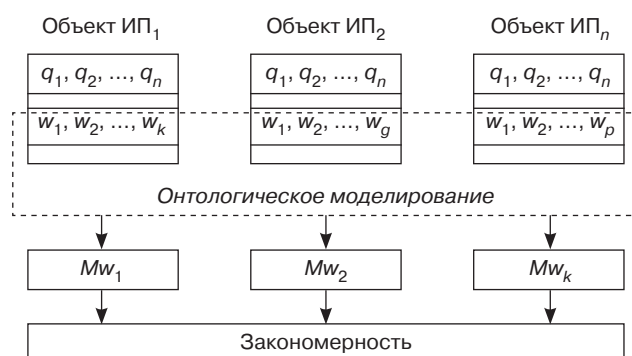 Объект ИП₁ Объект ИП₂ Объект ИПₙ
q₁, q₂, ..., qₙ q₁, q₂, ..., qₙ q₁, q₂, ..., qₙ
w₁, w₂, ..., wₖ w₁, w₂, ..., w_g w₁, w₂, ..., wₚ
Онтологическое моделирование
Mw₁ Mw₂ Mwₖ
Закономерность